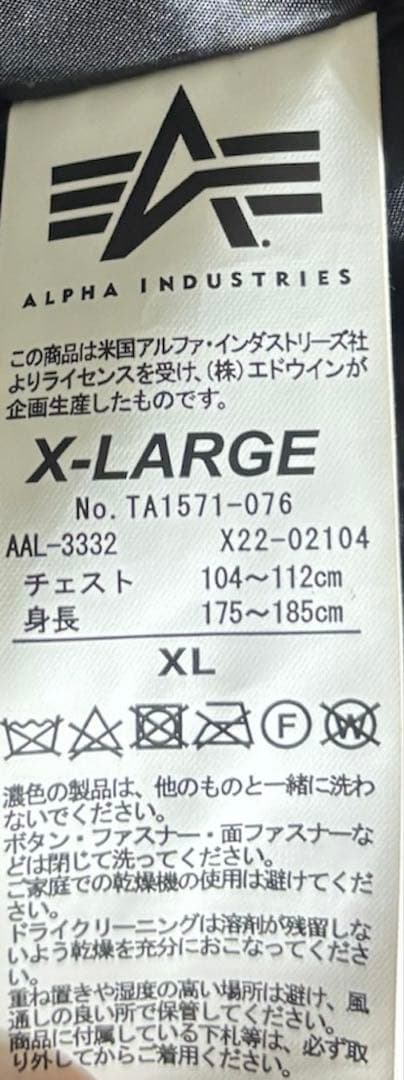 ALPHA INDUSTRIES
この商品は米国アルファ・インダストリーズ社
よりライセンスを受け、(株)エドウインが
企画生産したものです。
X-LARGE
No. TA1571-076
AAL-3332 X22-02104
チェスト 104～112cm
身長 175～185cm
XL
F W
濃色の製品は、他のものと一緒に洗わ
ないでください。
ボタン・ファスナー・面ファスナーな
どは閉じて洗ってください。
ご家庭での乾燥機の使用は避けてくだ
さい。
ドライクリーニングは溶剤が残留しな
いよう乾燥を充分におこなってくださ
い。
重ね置きや湿度の高い場所は避け、風
通しの良い所で保管してください。
商品に付属している下札等は、必ず取
り外してからご着用ください。